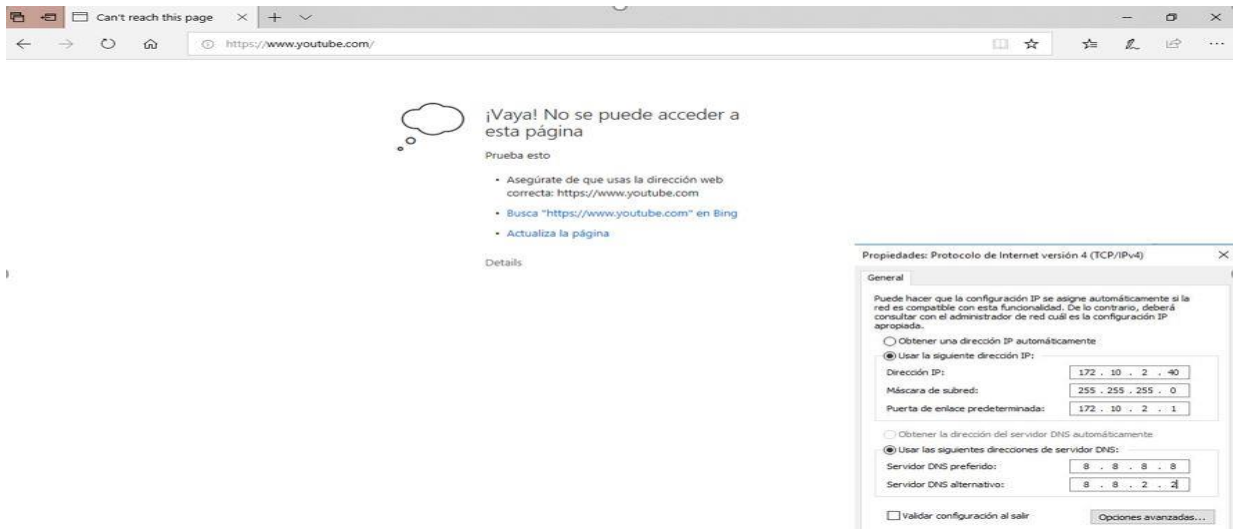 Can't reach this page
https://www.youtube.com/
¡Vaya! No se puede acceder a
esta página
Prueba esto
• Asegúrate de que usas la dirección web
correcta: https://www.youtube.com
• Busca "https://www.youtube.com" en Bing
• Actualiza la página
Details
Propiedades: Protocolo de Internet versión 4 (TCP/IPv4)
General
Puede hacer que la configuración IP se asigne automáticamente si la
red es compatible con esta funcionalidad. De lo contrario, deberá
consultar con el administrador de red cuál es la configuración IP
apropiada.
Obtener una dirección IP automáticamente
Usar la siguiente dirección IP:
Dirección IP: 172 . 10 . 2 . 40
Máscara de subred: 255 . 255 . 255 . 0
Puerta de enlace predeterminada: 172 . 10 . 2 . 1
Obtener la dirección del servidor DNS automáticamente
Usar las siguientes direcciones de servidor DNS:
Servidor DNS preferido: 8 . 8 . 8 . 8
Servidor DNS alternativo: 8 . 8 . 2 . 2
Validar configuración al salir
Opciones avanzadas...